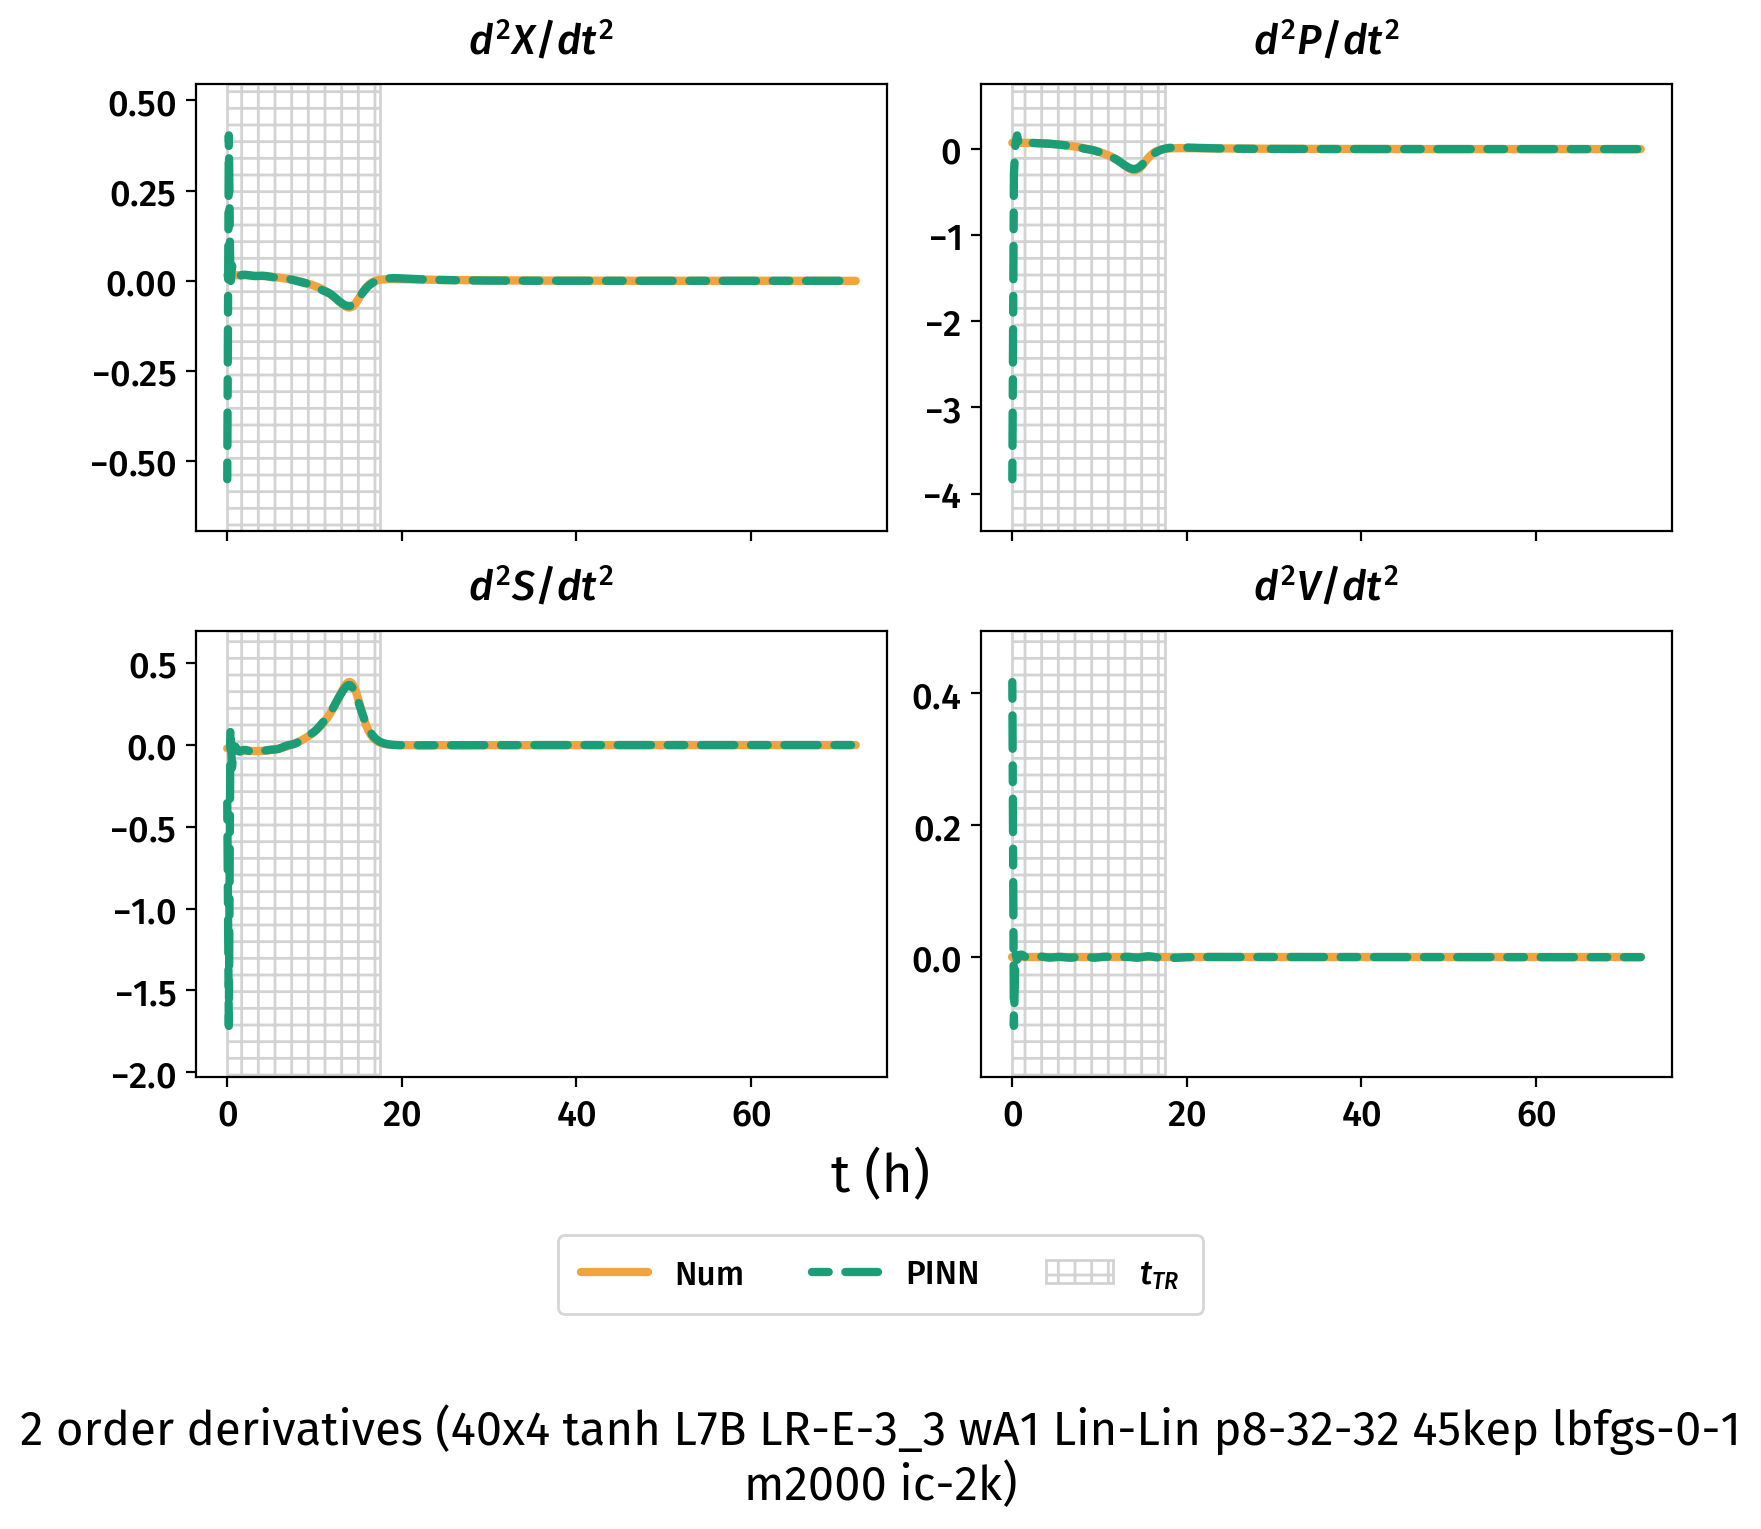 d²X/dt²
d²P/dt²
0.50
0.25
0.00
−0.25
−0.50
0
−1
−2
−3
−4
d²S/dt²
d²V/dt²
0.5
0.0
−0.5
−1.0
−1.5
−2.0
0.4
0.2
0.0
0 20 40 60
0 20 40 60
t (h)
Num PINN t_TR
2 order derivatives (40x4 tanh L7B LR-E-3_3 wA1 Lin-Lin p8-32-32 45kep lbfgs-0-1
m2000 ic-2k)